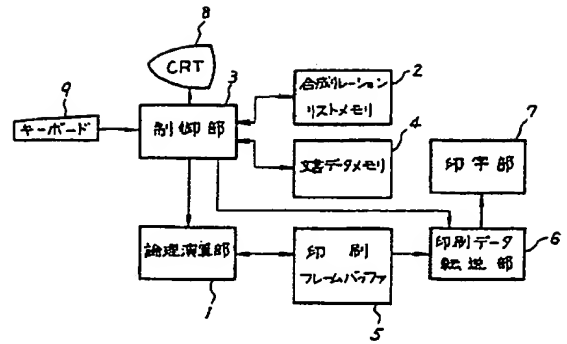 8
CRT
3
9
キーボード
制御部
合成リレーション
リストメモリ
2
文書データメモリ
4
7
印字部
論理演算部
1
印刷
フレームバッファ
5
印刷データ
転送部
6